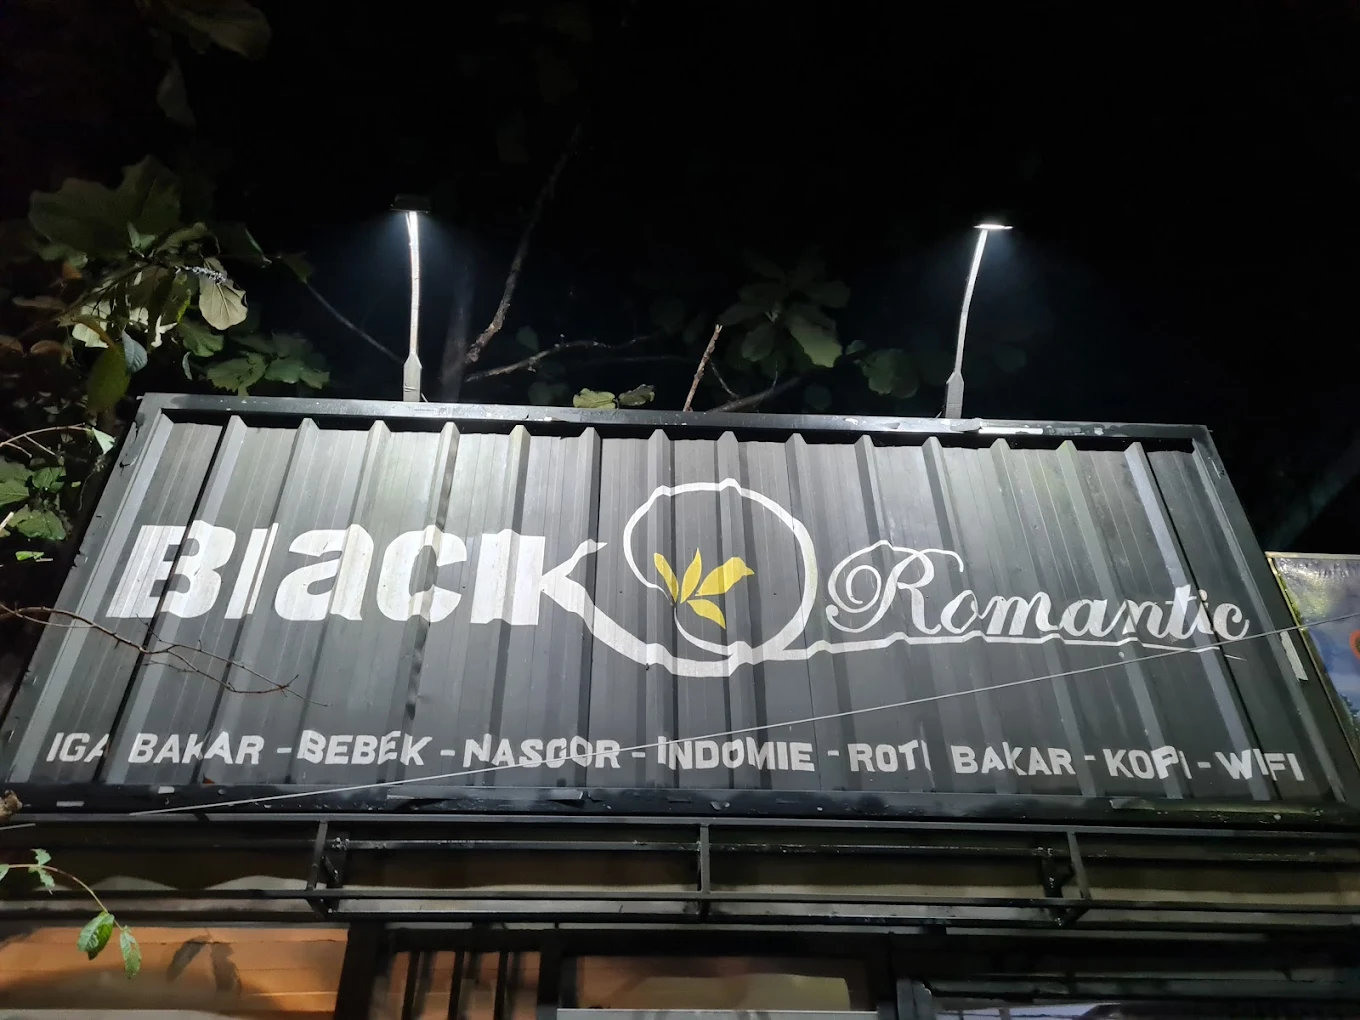 Black Romantic
IGA BAKAR - BEBEK - NASGOR - INDOMIE - ROTI BAKAR - KOPI - WIFI